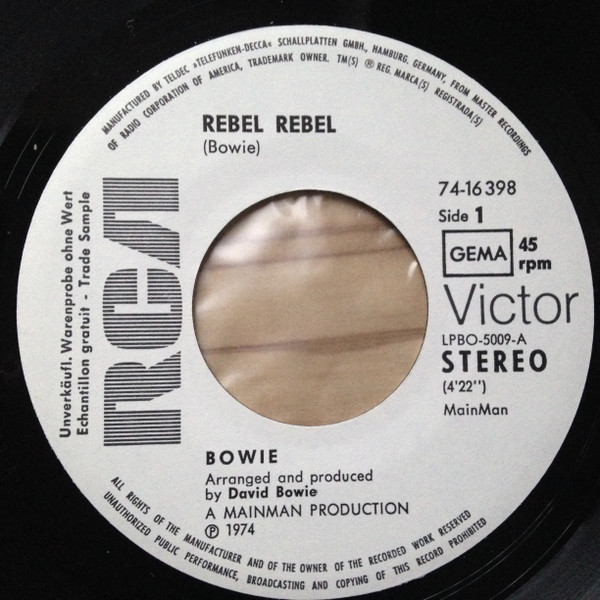 MANUFACTURED BY TELDEC »TELEFUNKEN-DECCA« SCHALLPLATTEN GMBH., HAMBURG, GERMANY, FROM MASTER RECORDINGS
OF RADIO CORPORATION OF AMERICA, TRADEMARK OWNER. TM(S) ® REG. MARCA(S) REGISTRADA(S)
REBEL REBEL
(Bowie)
74-16 398
Side 1
GEMA
45
rpm
Victor
LPBO-5009-A
STEREO
(4'22'')
MainMan
RCA
Unverkäufl. Warenprobe ohne Wert
Echantillon gratuit - Trade Sample
BOWIE
Arranged and produced
by David Bowie
A MAINMAN PRODUCTION
℗ 1974
ALL RIGHTS OF THE MANUFACTURER AND OF THE OWNER OF THE RECORDED WORK RESERVED
UNAUTHORIZED PUBLIC PERFORMANCE, BROADCASTING AND COPYING OF THIS RECORD PROHIBITED